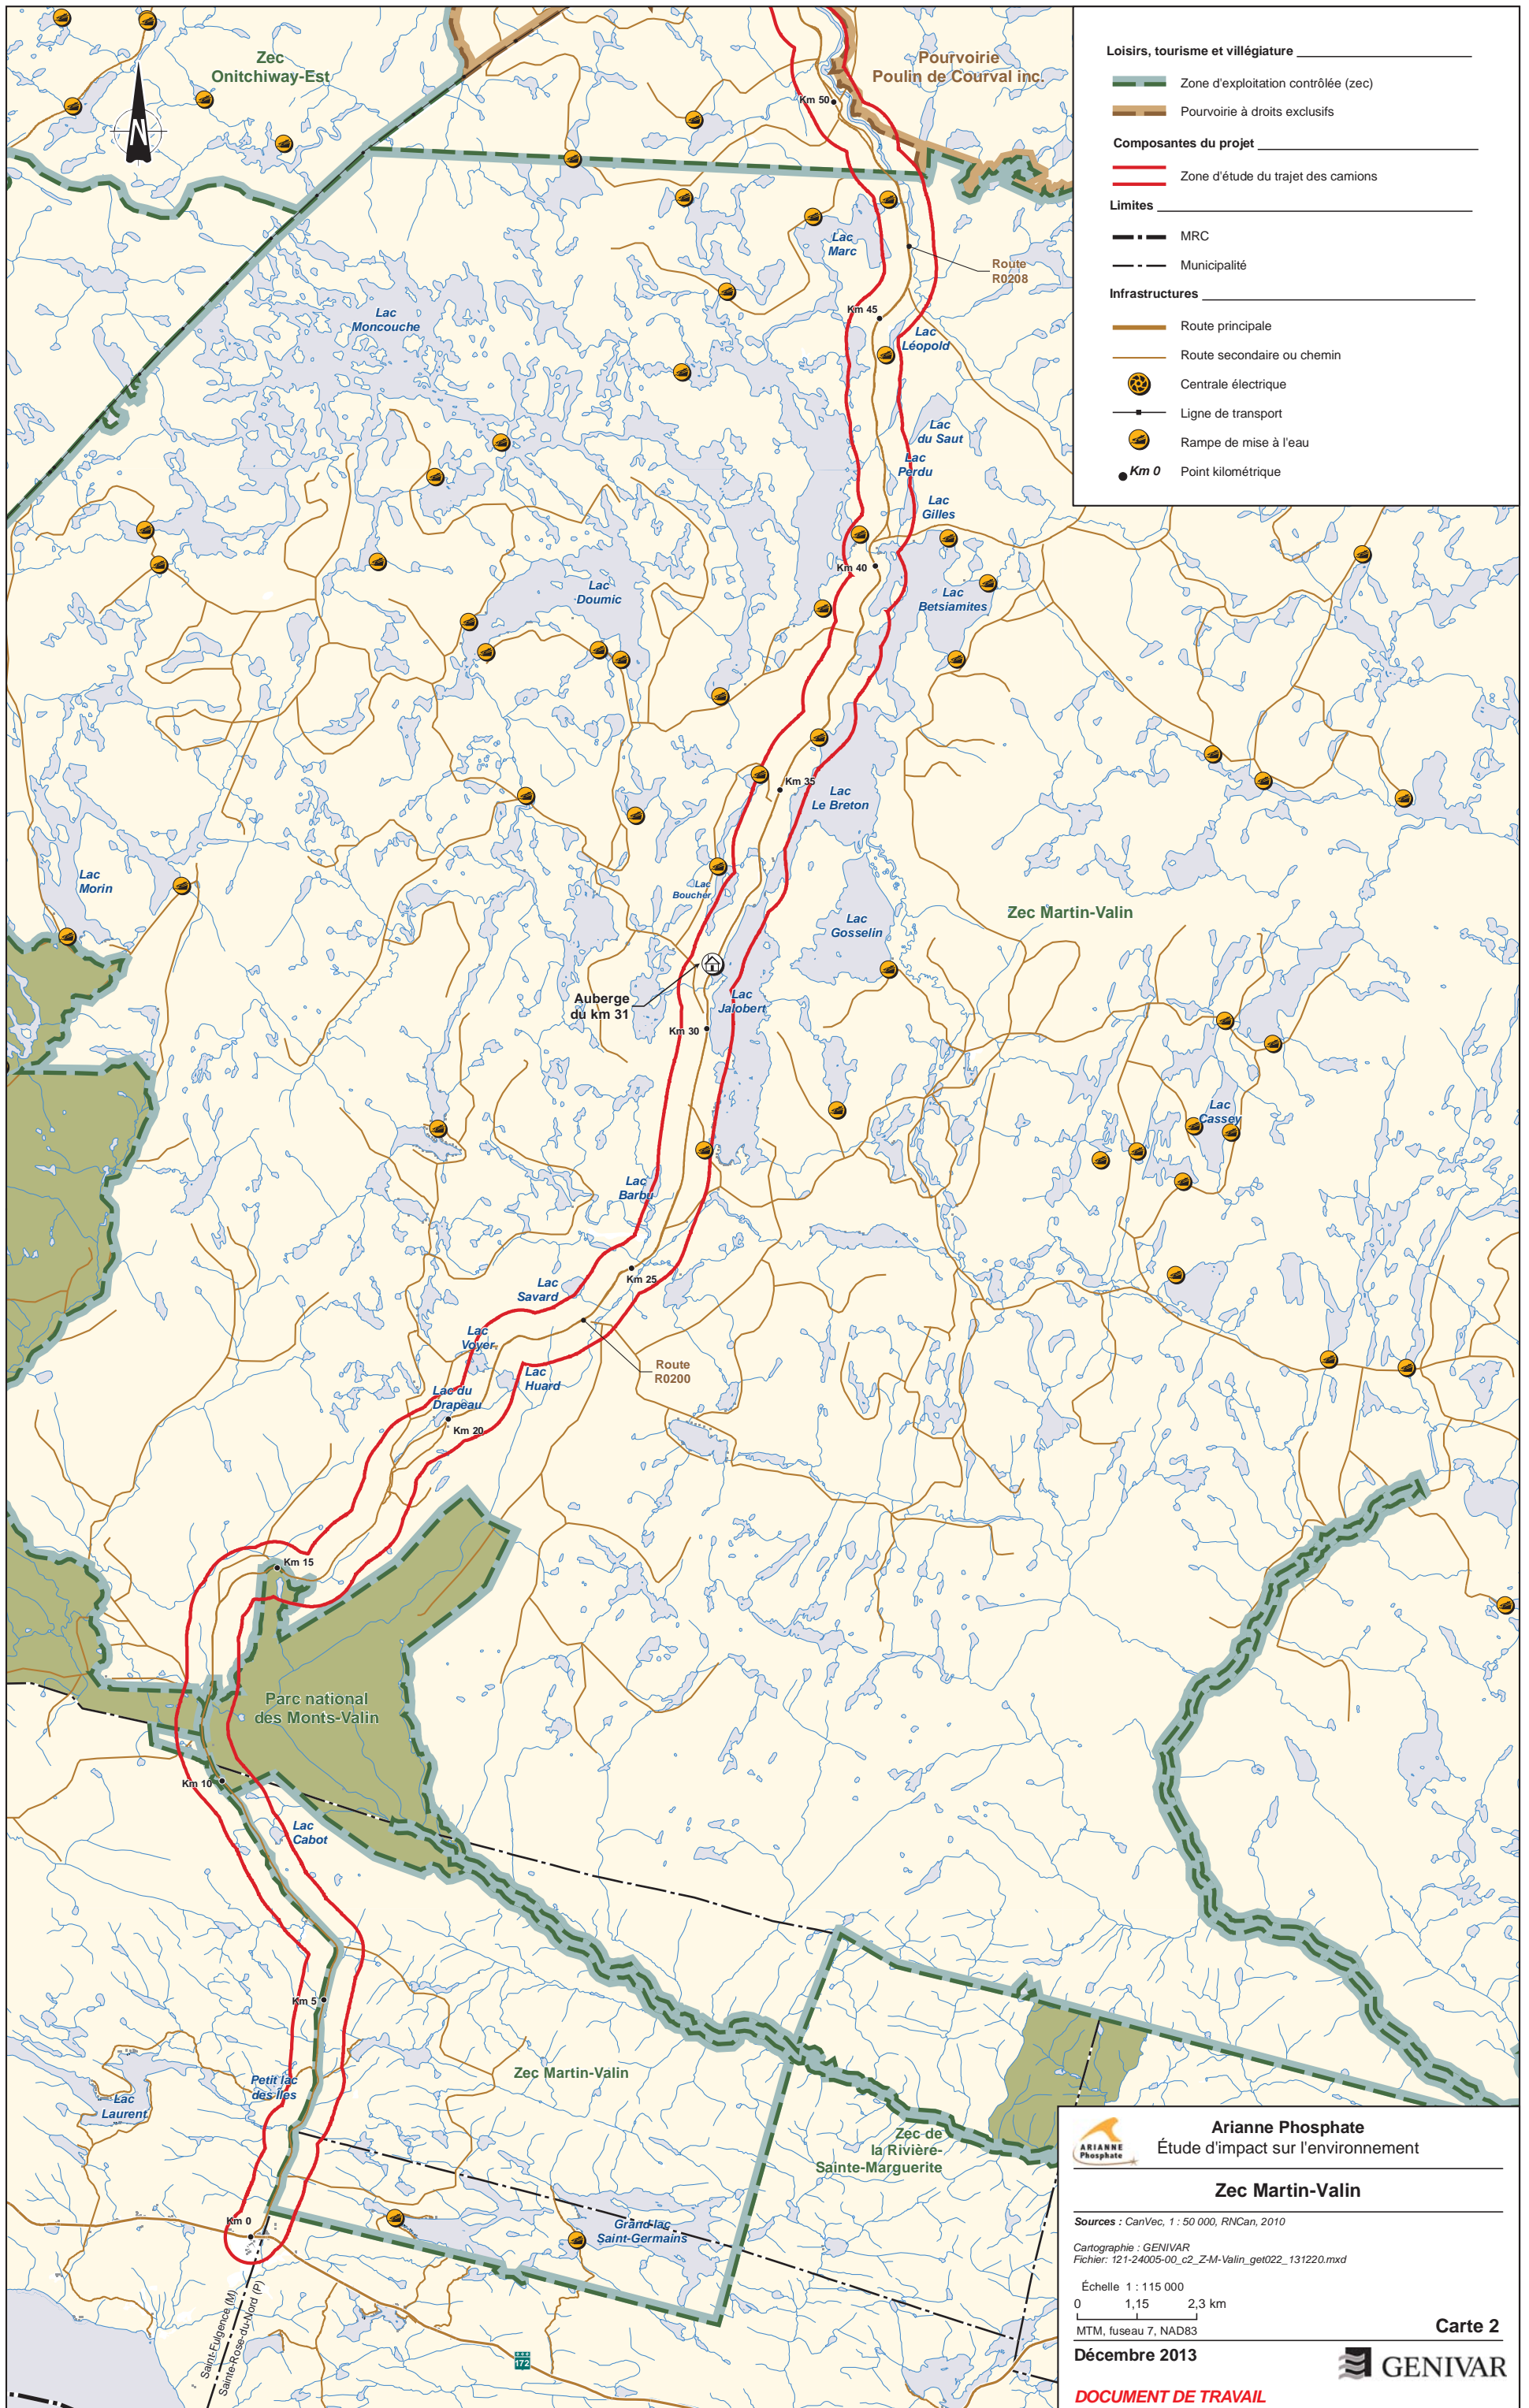 Zec
Onitchiway-Est
N
Pourvoirie
Poulin de Courval inc.
Km 50
Lac
Marc
Route
R0208
Lac
Moncouche
Km 45
Lac
Léopold
Lac
du Saut
Lac
Perdu
Lac
Gilles
Km 40
Lac
Doumic
Lac
Betsiamites
Km 35
Lac
Le Breton
Lac
Morin
Lac
Boucher
Lac
Gosselin
Zec Martin-Valin
Auberge
du km 31
Lac
Jalobert
Km 30
Lac
Cassey
Lac
Barbu
Km 25
Lac
Savard
Lac
Voyer
Lac
Huard
Route
R0200
Lac du
Drapeau
Km 20
Km 15
Parc national
des Monts-Valin
Km 10
Lac
Cabot
Km 5
Zec Martin-Valin
Petit lac
des Îles
Lac
Laurent
Zec de
la Rivière-
Sainte-Marguerite
Km 0
Grand lac
Saint-Germains
Saint-Fulgence (M)
Sainte-Rose-du-Nord (P)
172
Loisirs, tourisme et villégiature
Zone d'exploitation contrôlée (zec)
Pourvoirie à droits exclusifs
Composantes du projet
Zone d'étude du trajet des camions
Limites
MRC
Municipalité
Infrastructures
Route principale
Route secondaire ou chemin
Centrale électrique
Ligne de transport
Rampe de mise à l'eau
Km 0 Point kilométrique
ARIANNE
Phosphate
Arianne Phosphate
Étude d'impact sur l'environnement
Zec Martin-Valin
Sources : CanVec, 1 : 50 000, RNCan, 2010
Cartographie : GENIVAR
Fichier: 121-24005-00_c2_Z-M-Valin_get022_131220.mxd
Échelle 1 : 115 000
0 1,15 2,3 km
MTM, fuseau 7, NAD83
Carte 2
Décembre 2013
GENIVAR
DOCUMENT DE TRAVAIL